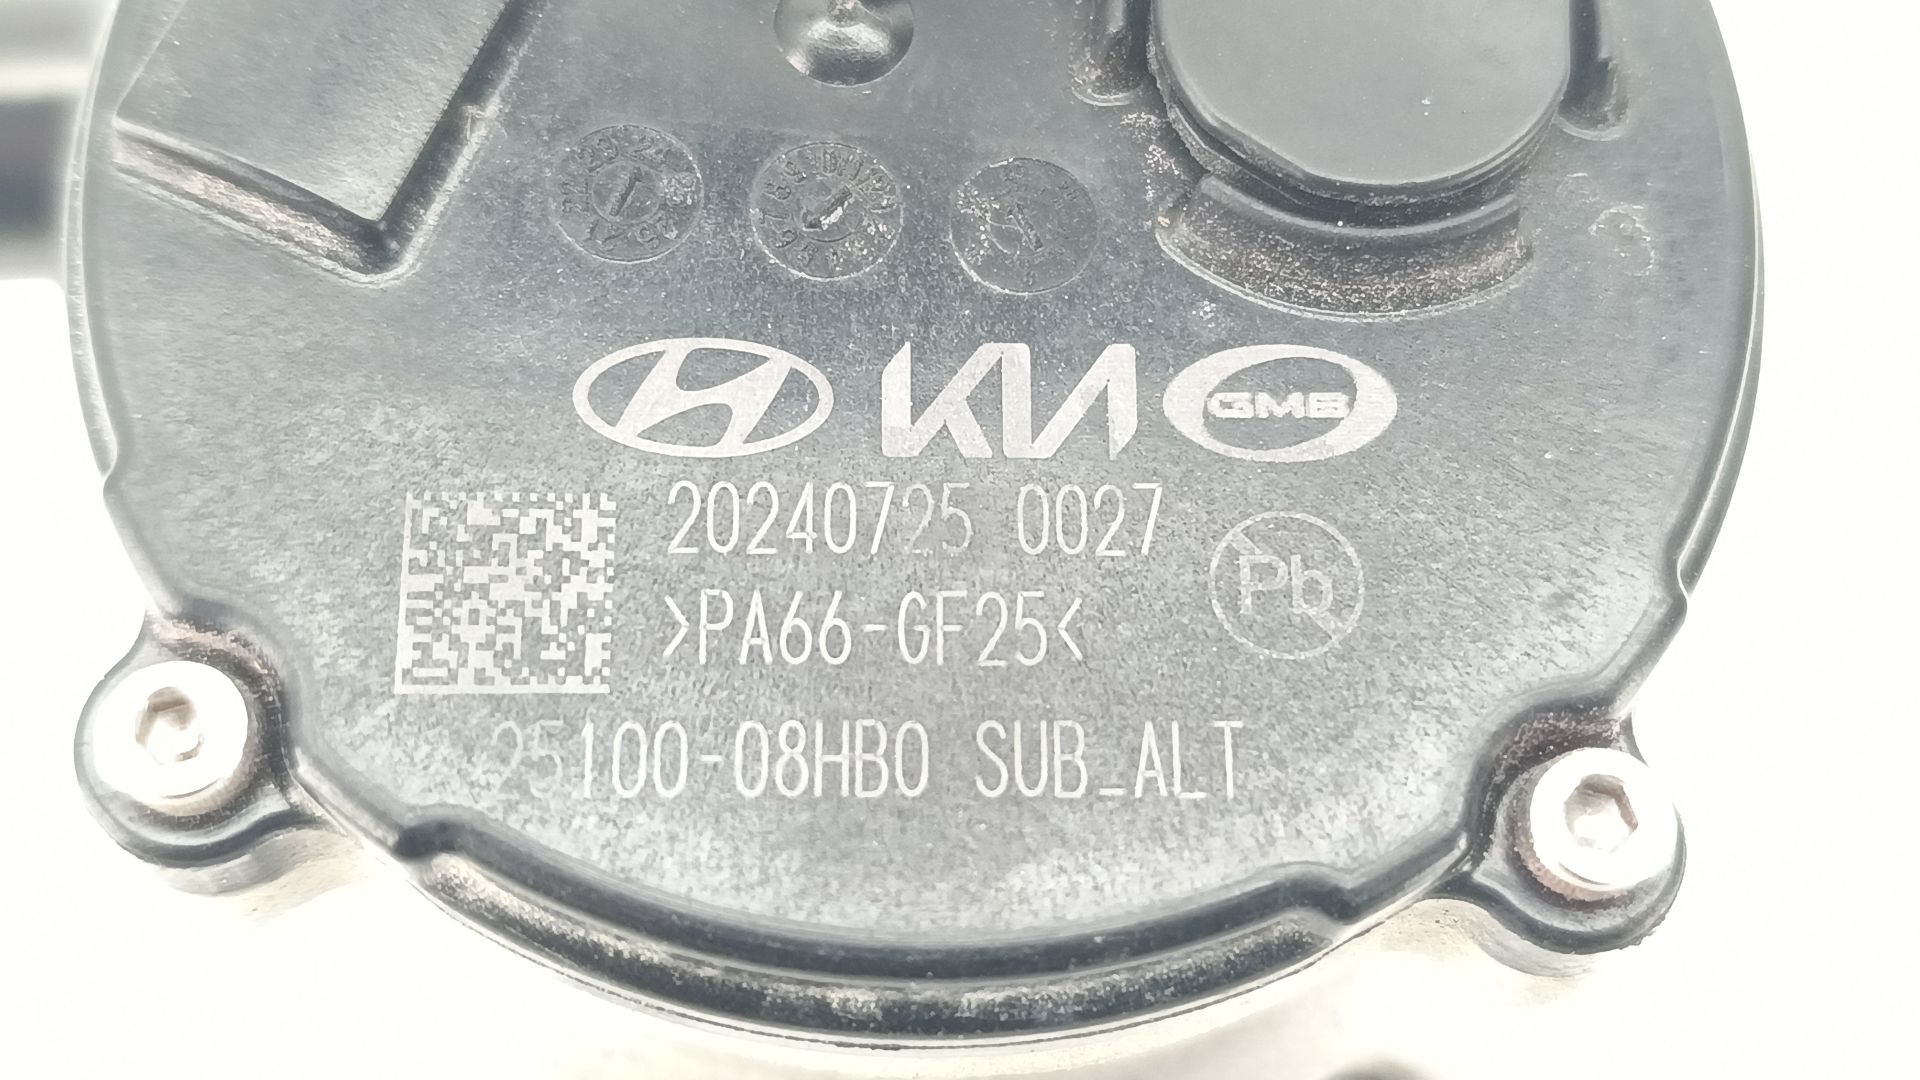 KIA GMB
20240725 0027
Pb
>PA66-GF25<
25100-08HB0 SUB_ALT